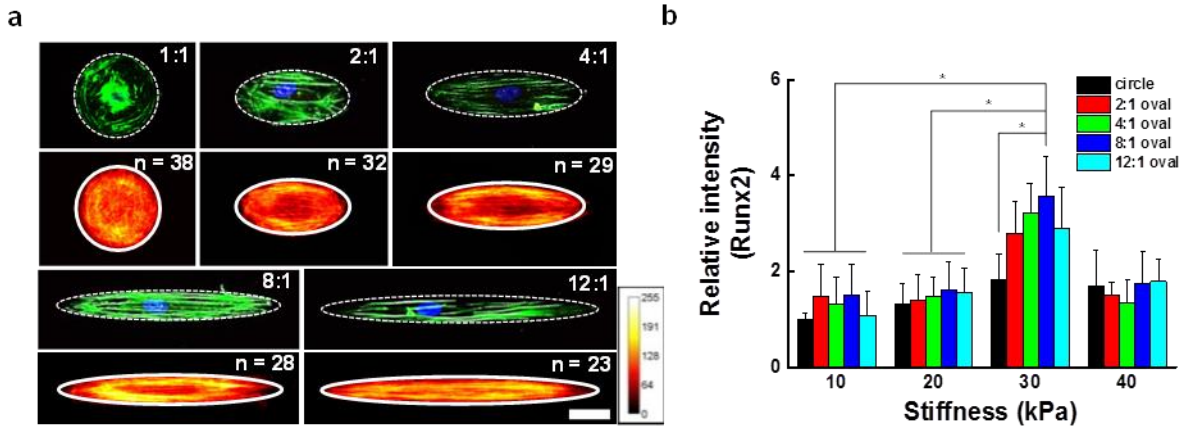 a
1:1
2:1
4:1
n = 38
n = 32
n = 29
8:1
12:1
n = 28
n = 23
255
191
128
64
0
b
Relative intensity
(Runx2)
6
4
2
0
* 
*
*
circle
2:1 oval
4:1 oval
8:1 oval
12:1 oval
10 20 30 40
Stiffness (kPa)